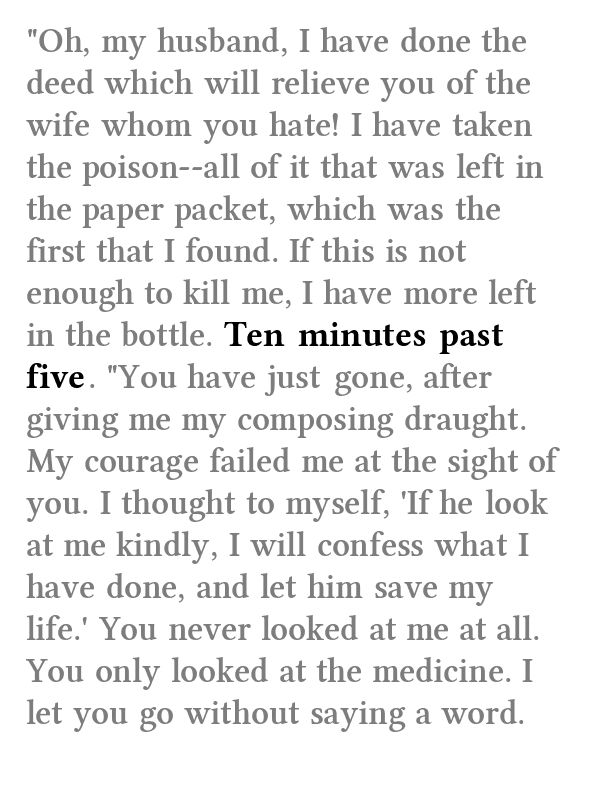 "Oh, my husband, I have done the
deed which will relieve you of the
wife whom you hate! I have taken
the poison--all of it that was left in
the paper packet, which was the
first that I found. If this is not
enough to kill me, I have more left
in the bottle. Ten minutes past
five. "You have just gone, after
giving me my composing draught.
My courage failed me at the sight of
you. I thought to myself, 'If he look
at me kindly, I will confess what I
have done, and let him save my
life.' You never looked at me at all.
You only looked at the medicine. I
let you go without saying a word.